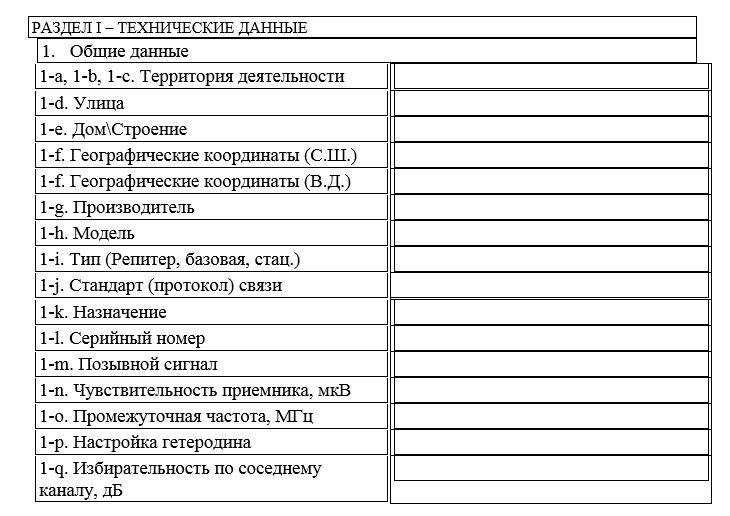 РАЗДЕЛ I – ТЕХНИЧЕСКИЕ ДАННЫЕ
1. Общие данные
1-a, 1-b, 1-c. Территория деятельности
1-d. Улица
1-e. Дом\Строение
1-f. Географические координаты (С.Ш.)
1-f. Географические координаты (В.Д.)
1-g. Производитель
1-h. Модель
1-i. Тип (Репитер, базовая, стац.)
1-j. Стандарт (протокол) связи
1-k. Назначение
1-l. Серийный номер
1-m. Позывной сигнал
1-n. Чувствительность приемника, мкВ
1-o. Промежуточная частота, МГц
1-p. Настройка гетеродина
1-q. Избирательность по соседнему
каналу, дБ